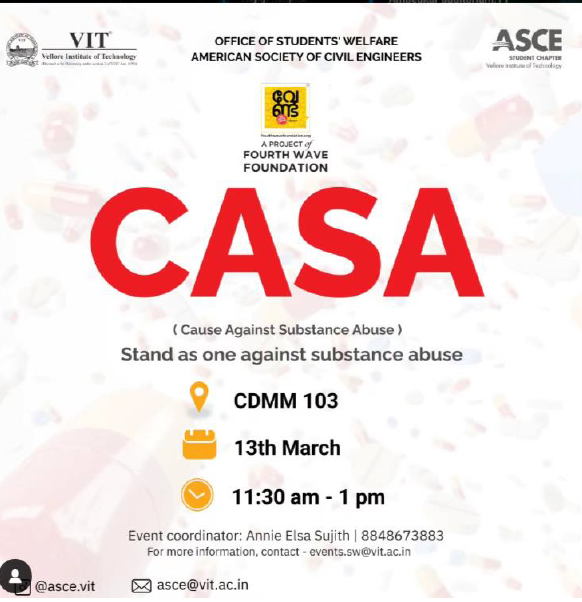 VIT
Vellore Institute of Technology
OFFICE OF STUDENTS' WELFARE
AMERICAN SOCIETY OF CIVIL ENGINEERS
ASCE
STUDENT CHAPTER
Vellore Institute of Technology
വേണ്ട
A PROJECT of
FOURTH WAVE
FOUNDATION
CASA
( Cause Against Substance Abuse )
Stand as one against substance abuse
CDMM 103
13th March
11:30 am - 1 pm
Event coordinator: Annie Elsa Sujith | 8848673883
For more information, contact - events.sw@vit.ac.in
@asce.vit
asce@vit.ac.in